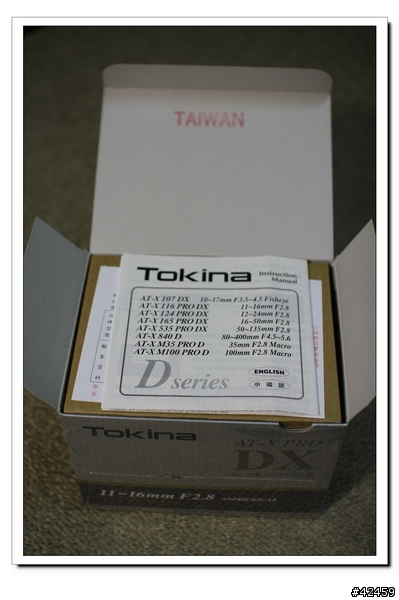 TAIWAN
Tokina Instruction Manual
AT-X 107 DX 10~17mm F3.5~4.5 Fisheye
AT-X 116 PRO DX 11~16mm F2.8
AT-X 124 PRO DX 12~24mm F2.8
AT-X 165 PRO DX 16~50mm F2.8
AT-X 535 PRO DX 50~135mm F2.8
AT-X 840 D 80~400mm F4.5~5.6
AT-X M35 PRO D 35mm F2.8 Macro
AT-X M100 PRO D 100mm F2.8 Macro
D series
ENGLISH
中國語
Tokina
AT-X PRO
DX
11~16mm F2.8 ASPHERICAL
#42459